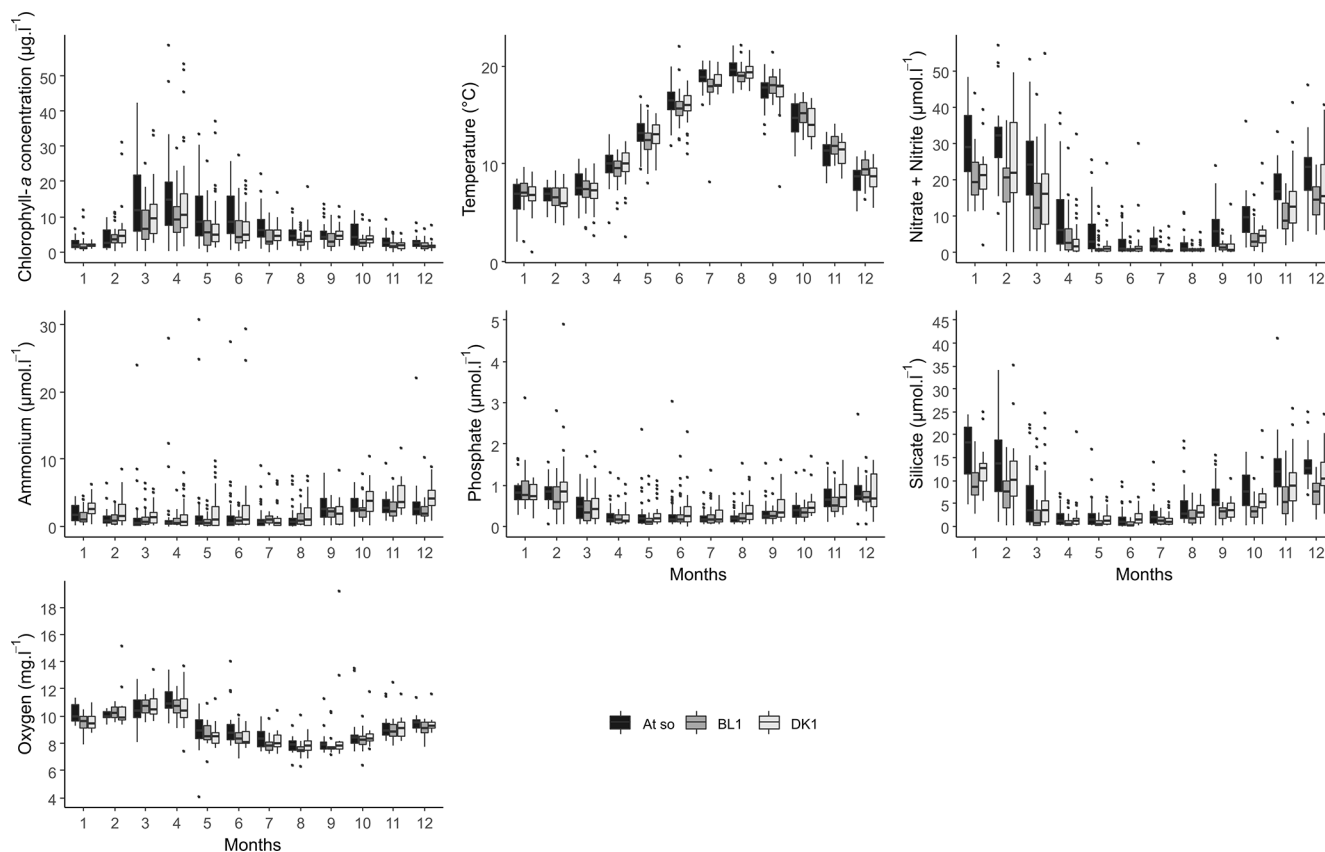 Chlorophyll-a concentration (µg.l⁻¹)
50
40
30
20
10
0
1 2 3 4 5 6 7 8 9 10 11 12
Temperature (°C)
20
10
0
1 2 3 4 5 6 7 8 9 10 11 12
Nitrate + Nitrite (µmol.l⁻¹)
50
40
30
20
10
0
1 2 3 4 5 6 7 8 9 10 11 12
Ammonium (µmol.l⁻¹)
30
20
10
0
1 2 3 4 5 6 7 8 9 10 11 12
Phosphate (µmol.l⁻¹)
5
4
3
2
1
0
1 2 3 4 5 6 7 8 9 10 11 12
Months
Silicate (µmol.l⁻¹)
45
40
35
30
25
20
15
10
5
0
1 2 3 4 5 6 7 8 9 10 11 12
Months
Oxygen (mg.l⁻¹)
18
16
14
12
10
8
6
4
1 2 3 4 5 6 7 8 9 10 11 12
Months
At so BL1 DK1